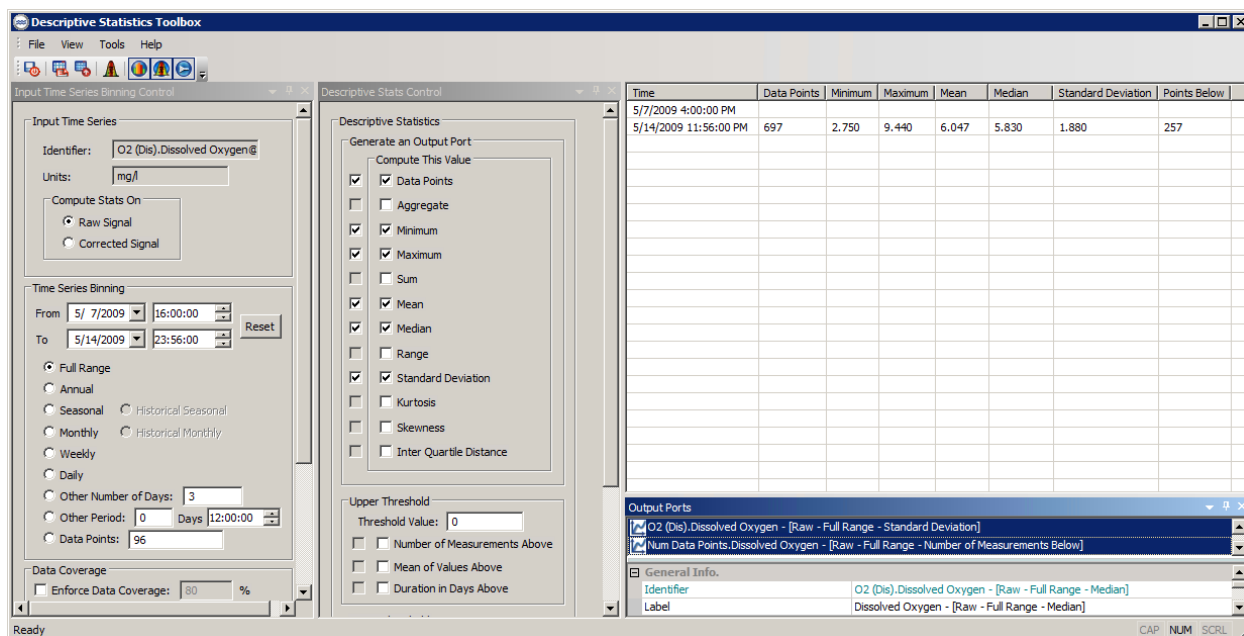 Descriptive Statistics Toolbox
File View Tools Help
Input Time Series Binning Control
Input Time Series
Identifier: O2 (Dis).Dissolved Oxygen@
Units: mg/l
Compute Stats On
Raw Signal
Corrected Signal
Time Series Binning
From 5/ 7/2009 16:00:00
To 5/14/2009 23:56:00
Reset
Full Range
Annual
Seasonal Historical Seasonal
Monthly Historical Monthly
Weekly
Daily
Other Number of Days: 3
Other Period: 0 Days 12:00:00
Data Points: 96
Data Coverage
Enforce Data Coverage: 80 %
Descriptive Stats Control
Descriptive Statistics
Generate an Output Port
Compute This Value
Data Points
Aggregate
Minimum
Maximum
Sum
Mean
Median
Range
Standard Deviation
Kurtosis
Skewness
Inter Quartile Distance
Upper Threshold
Threshold Value: 0
Number of Measurements Above
Mean of Values Above
Duration in Days Above
Time Data Points Minimum Maximum Mean Median Standard Deviation Points Below
5/7/2009 4:00:00 PM
5/14/2009 11:56:00 PM 697 2.750 9.440 6.047 5.830 1.880 257
Output Ports
O2 (Dis).Dissolved Oxygen - [Raw - Full Range - Standard Deviation]
Num Data Points.Dissolved Oxygen - [Raw - Full Range - Number of Measurements Below]
General Info.
Identifier O2 (Dis).Dissolved Oxygen - [Raw - Full Range - Median]
Label Dissolved Oxygen - [Raw - Full Range - Median]
Ready
CAP NUM SCRL